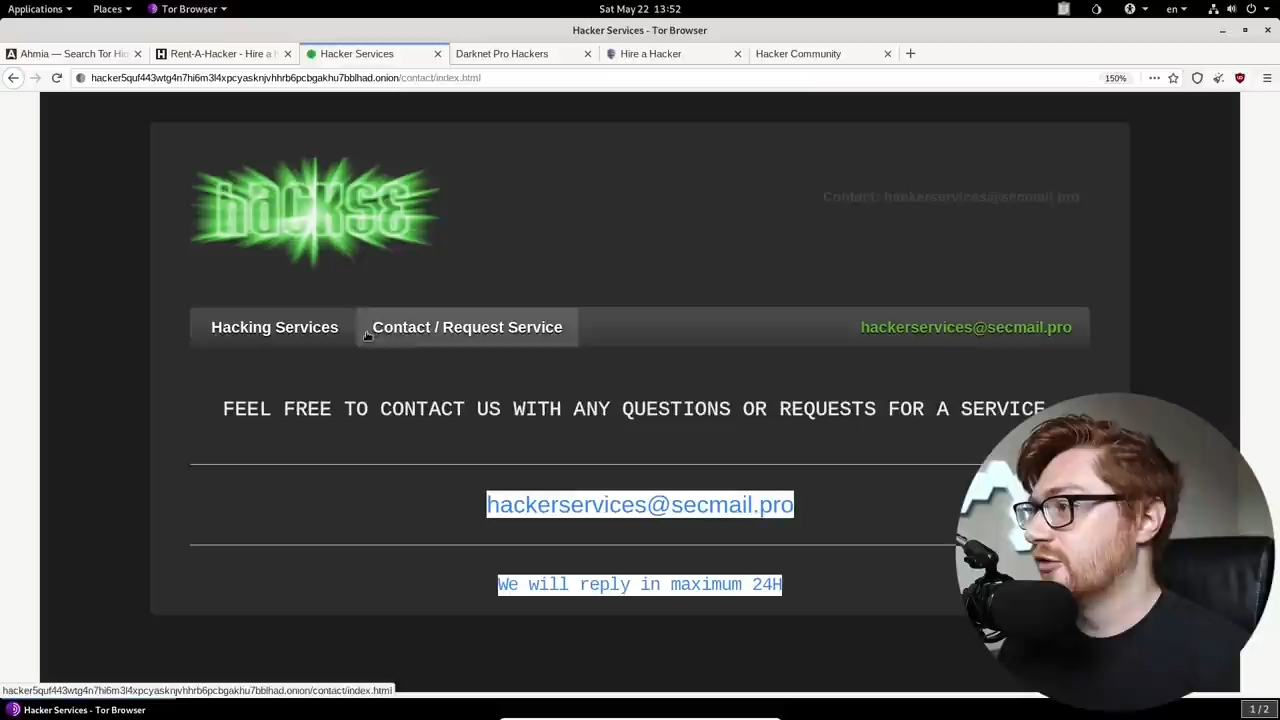 Applications Places Tor Browser Sat May 22 13:52 en
Hacker Services - Tor Browser
Ahmia — Search Tor Hi
Rent-A-Hacker - Hire a h
Hacker Services
Darknet Pro Hackers
Hire a Hacker
Hacker Community
hacker5quf443wtg4n7hi6m3l4xpcyasknjvhhrb6pcbgakhu7bblhad.onion/contact/index.html 150%
hackse
Contact: hackerservices@secmail.pro
Hacking Services Contact / Request Service hackerservices@secmail.pro
FEEL FREE TO CONTACT US WITH ANY QUESTIONS OR REQUESTS FOR A SERVICE
hackerservices@secmail.pro
We will reply in maximum 24H
hacker5quf443wtg4n7hi6m3l4xpcyasknjvhhrb6pcbgakhu7bblhad.onion/contact/index.html
Hacker Services - Tor Browser 1 / 2